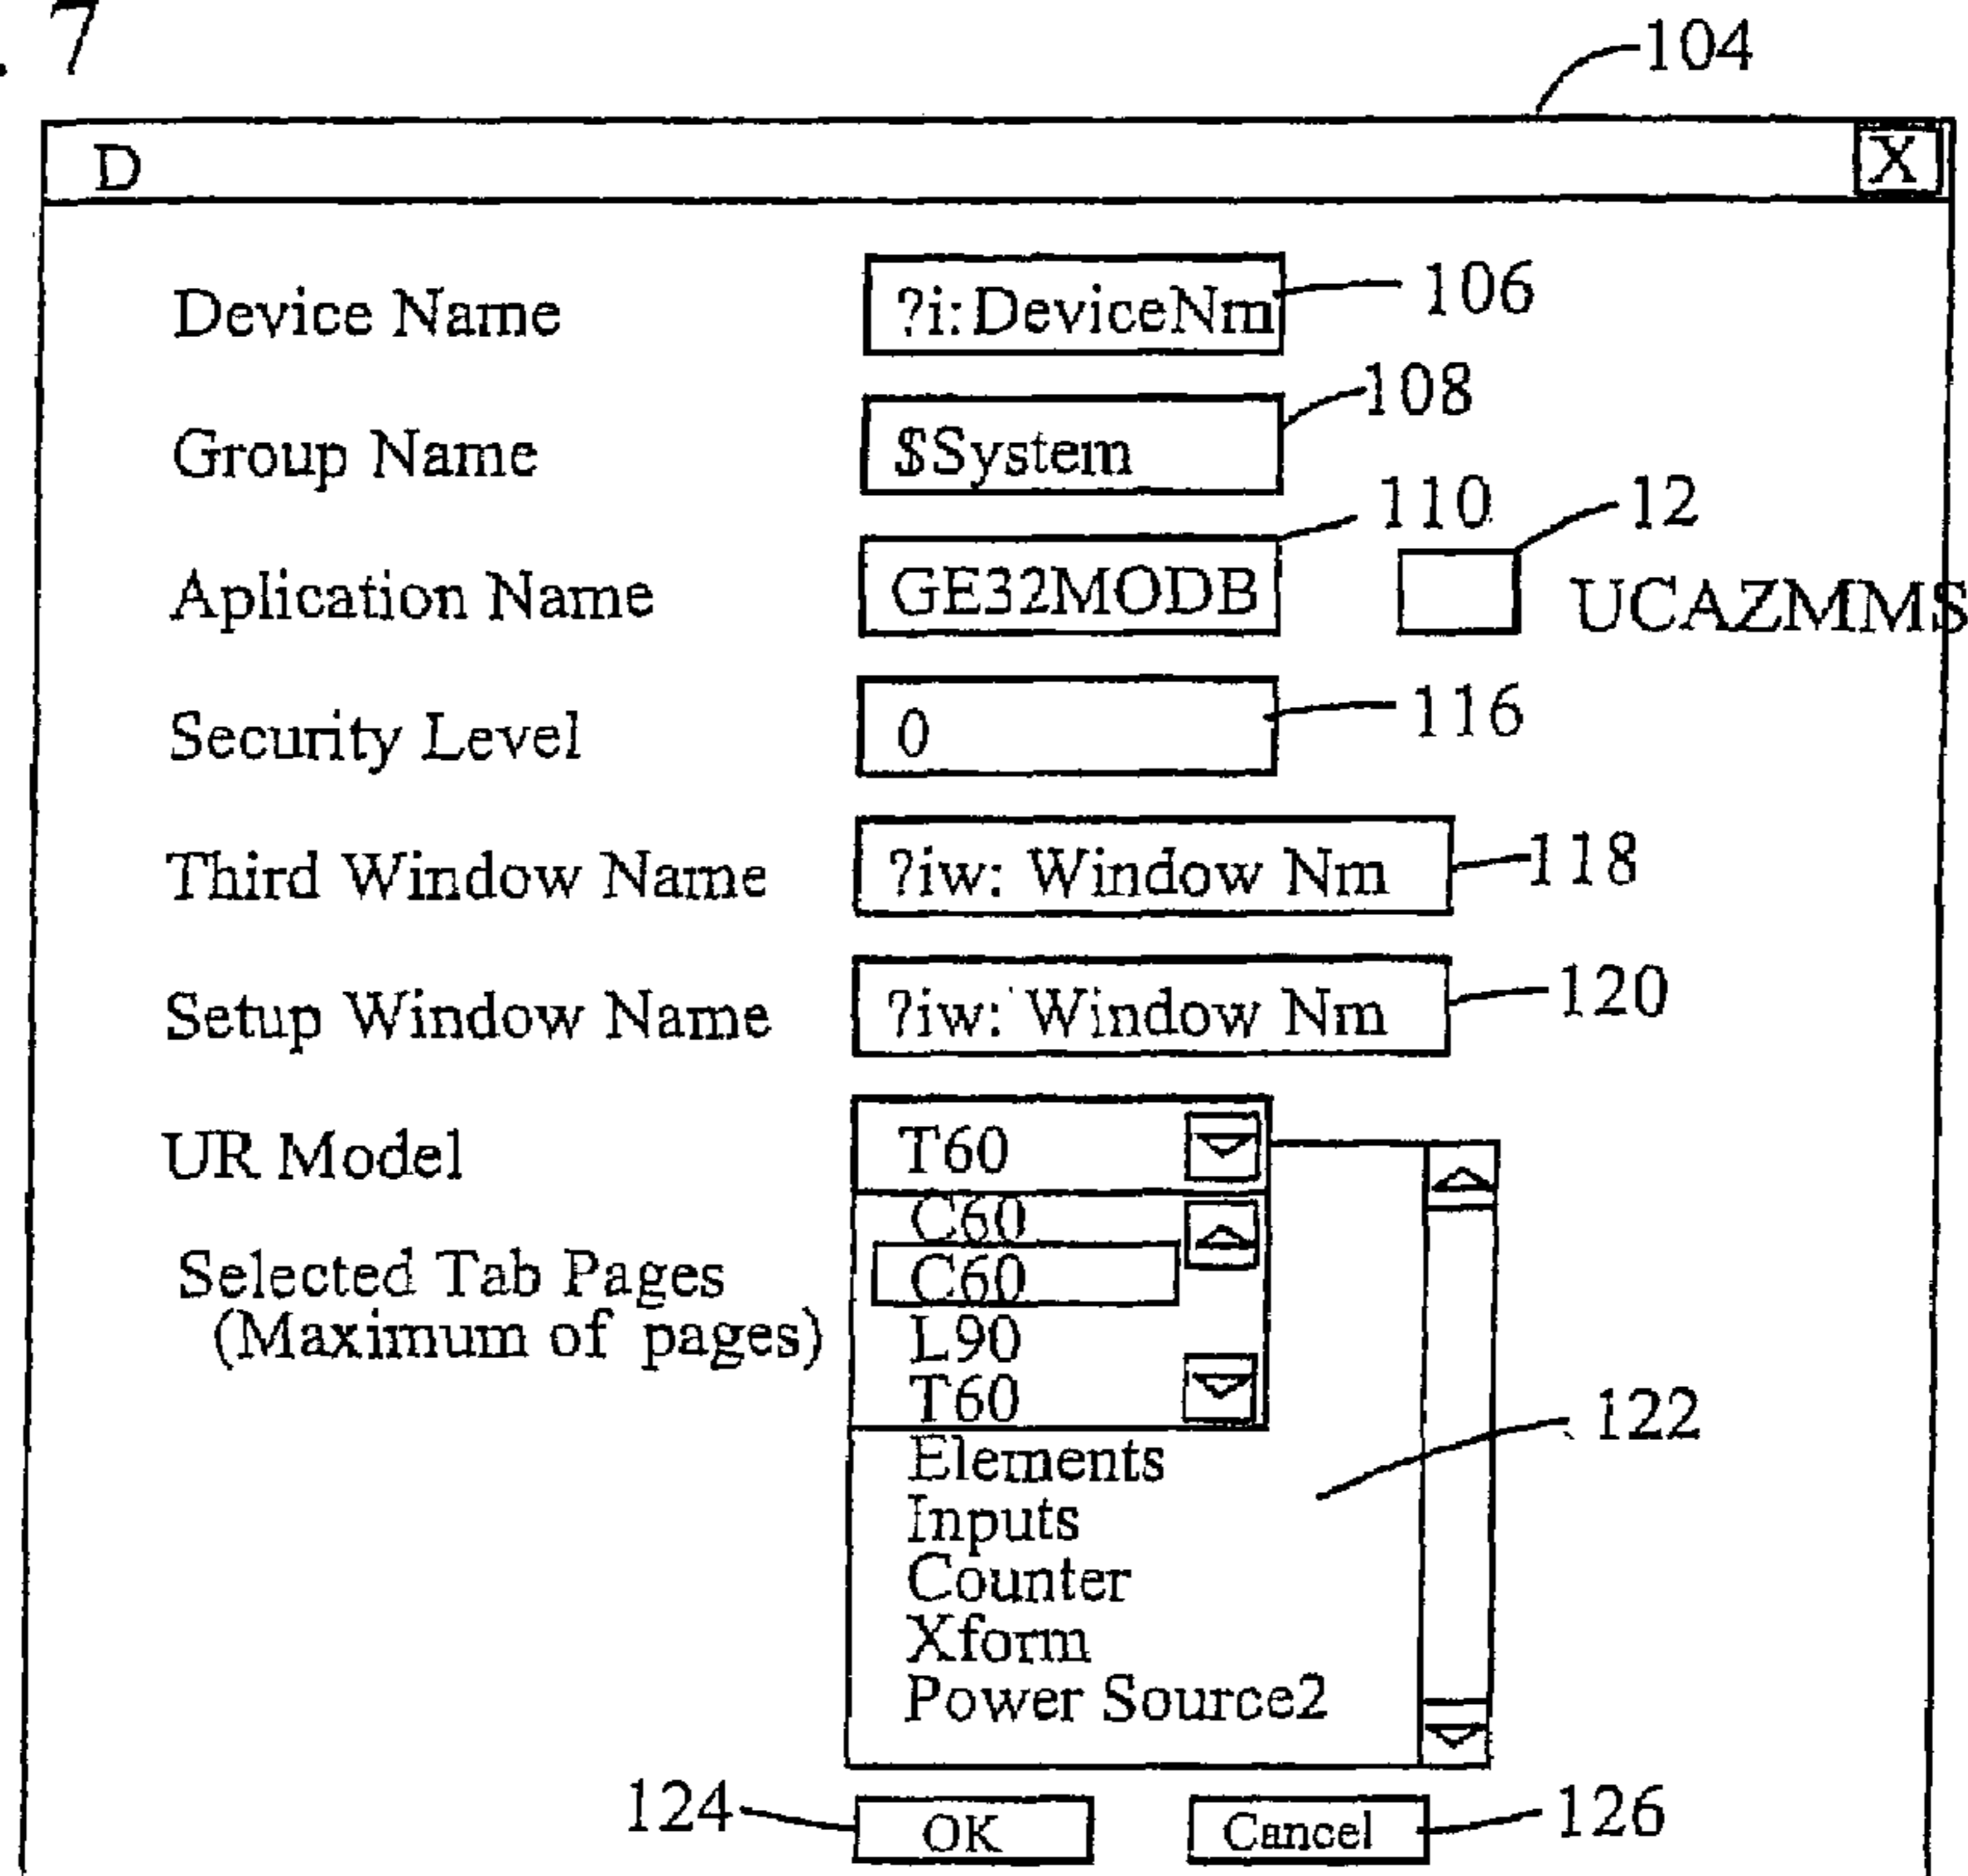 . 7
104
D X
Device Name ?i: DeviceNm 106
Group Name $System 108
Aplication Name GE32MODB 110 12 UCAZMMS
Security Level 0 116
Third Window Name ?iw: Window Nm 118
Setup Window Name ?iw: Window Nm 120
UR Model T60
C60
Selected Tab Pages C60
(Maximum of pages) L90
T60
122
Elements
Inputs
Counter
Xform
Power Source2
124 OK Cancel 126